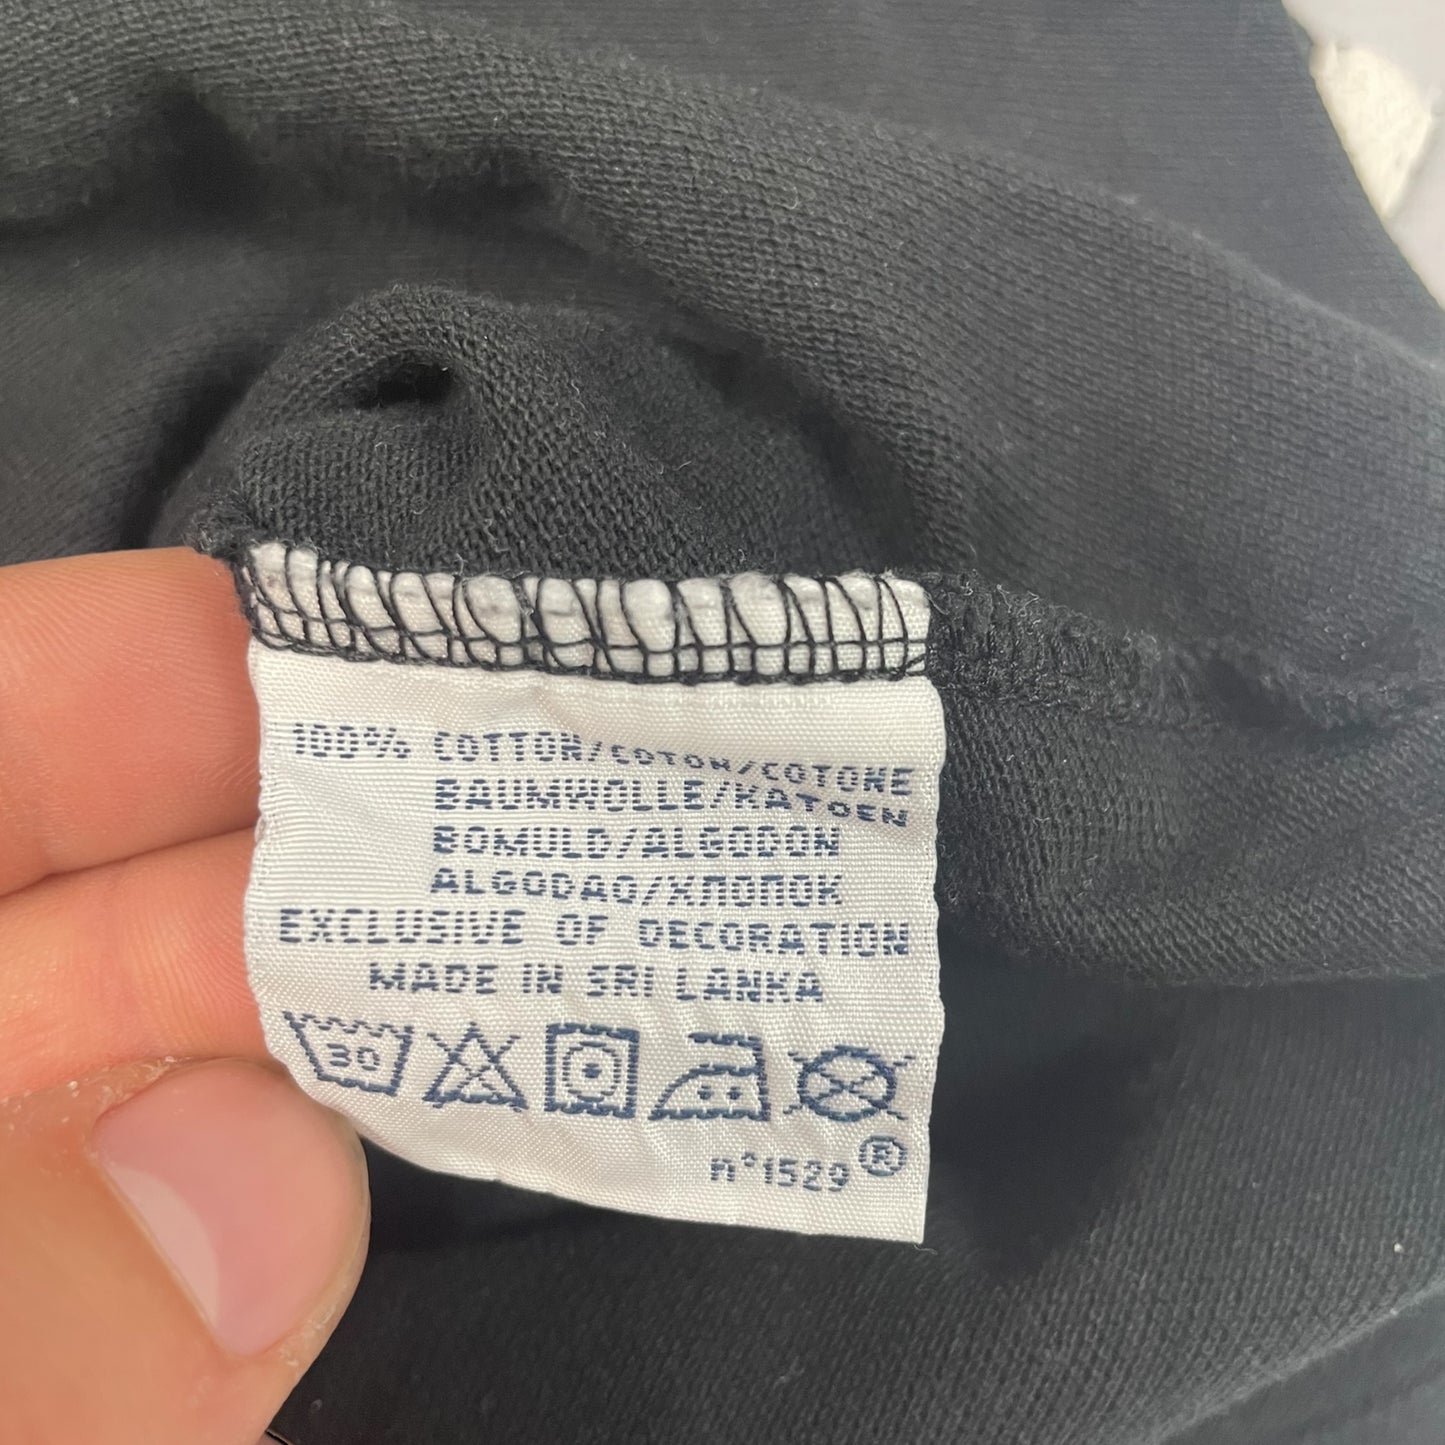 100% COTTON/COTON/COTONE
BAUMWOLLE/KATOEN
BOMULD/ALGODON
ALGODAO/ХЛОПОК
EXCLUSIVE OF DECORATION
MADE IN SRI LANKA
30
n°1529 ®